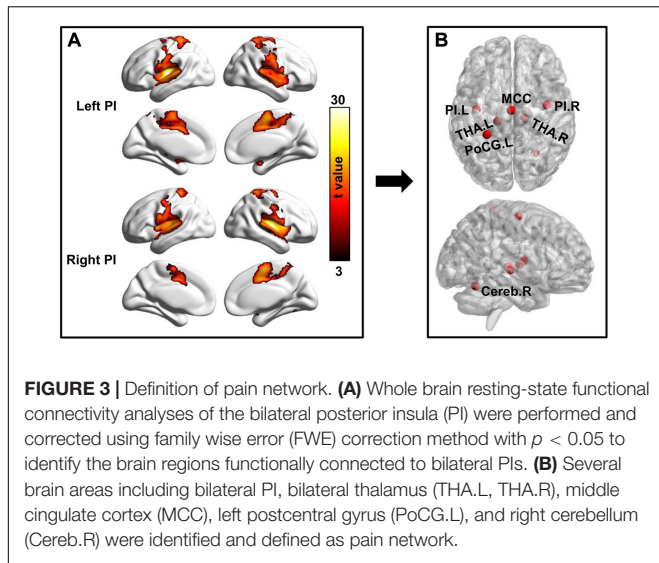 A
B
Left PI
Right PI
30
t value
3
MCC
PI.L
PI.R
THA.L
THA.R
PoCG.L
Cereb.R
FIGURE 3 | Definition of pain network. (A) Whole brain resting-state functional
connectivity analyses of the bilateral posterior insula (PI) were performed and
corrected using family wise error (FWE) correction method with p < 0.05 to
identify the brain regions functionally connected to bilateral PIs. (B) Several
brain areas including bilateral PI, bilateral thalamus (THA.L, THA.R), middle
cingulate cortex (MCC), left postcentral gyrus (PoCG.L), and right cerebellum
(Cereb.R) were identified and defined as pain network.